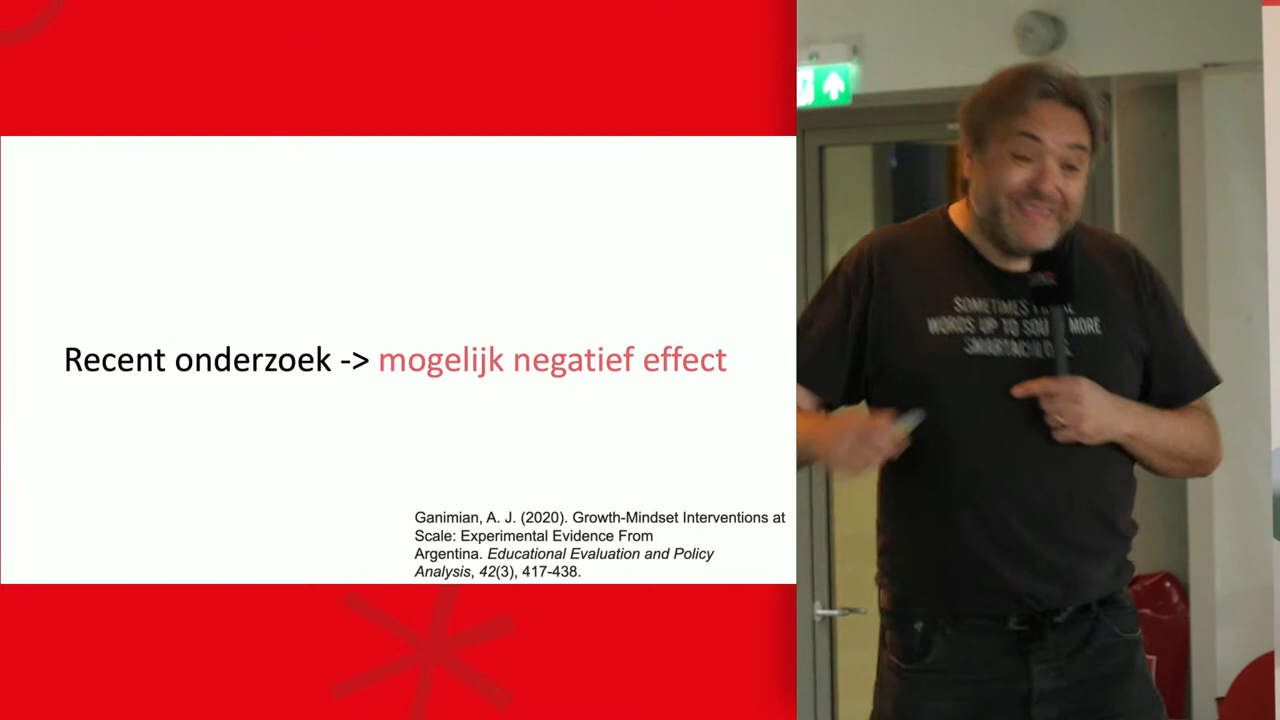 Recent onderzoek -> mogelijk negatief effect
Ganimian, A. J. (2020). Growth-Mindset Interventions at
Scale: Experimental Evidence From
Argentina. Educational Evaluation and Policy
Analysis, 42(3), 417-438.
SOMETIMES
WORDS UP TO MORE